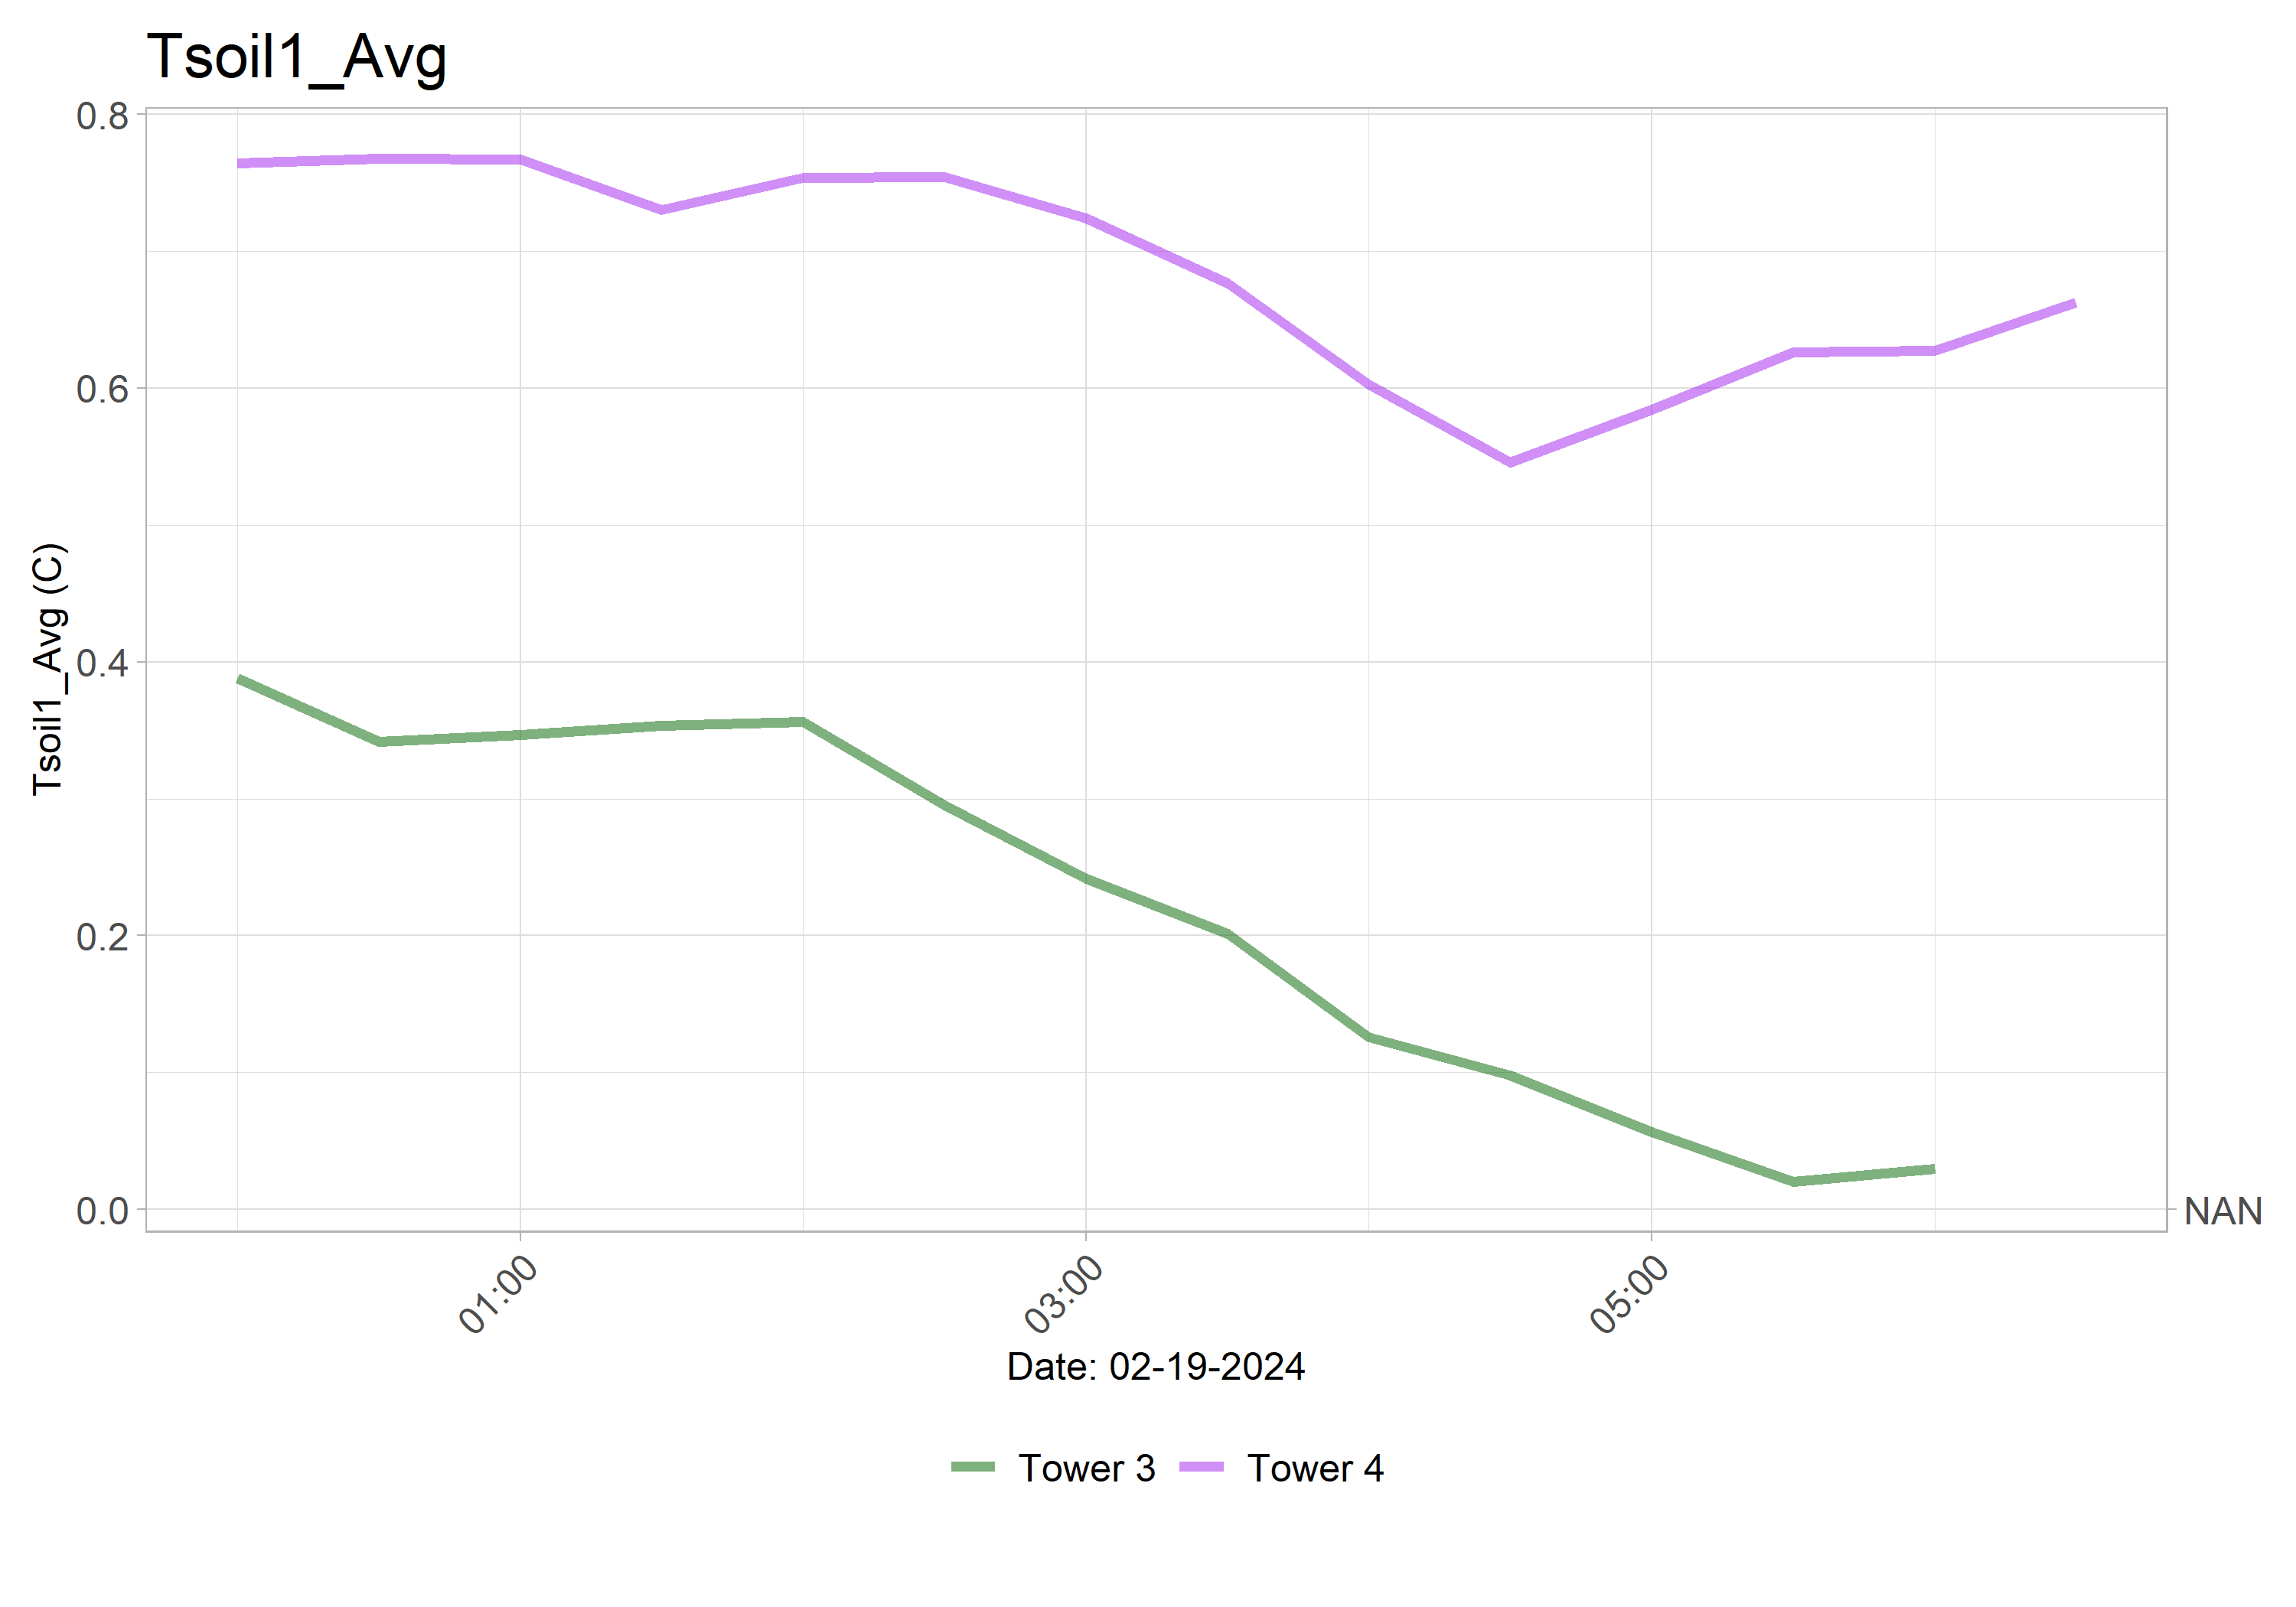 Tsoil1_Avg
Tsoil1_Avg (C)
0.8
0.6
0.4
0.2
0.0
NAN
01:00
03:00
05:00
Date: 02-19-2024
Tower 3
Tower 4